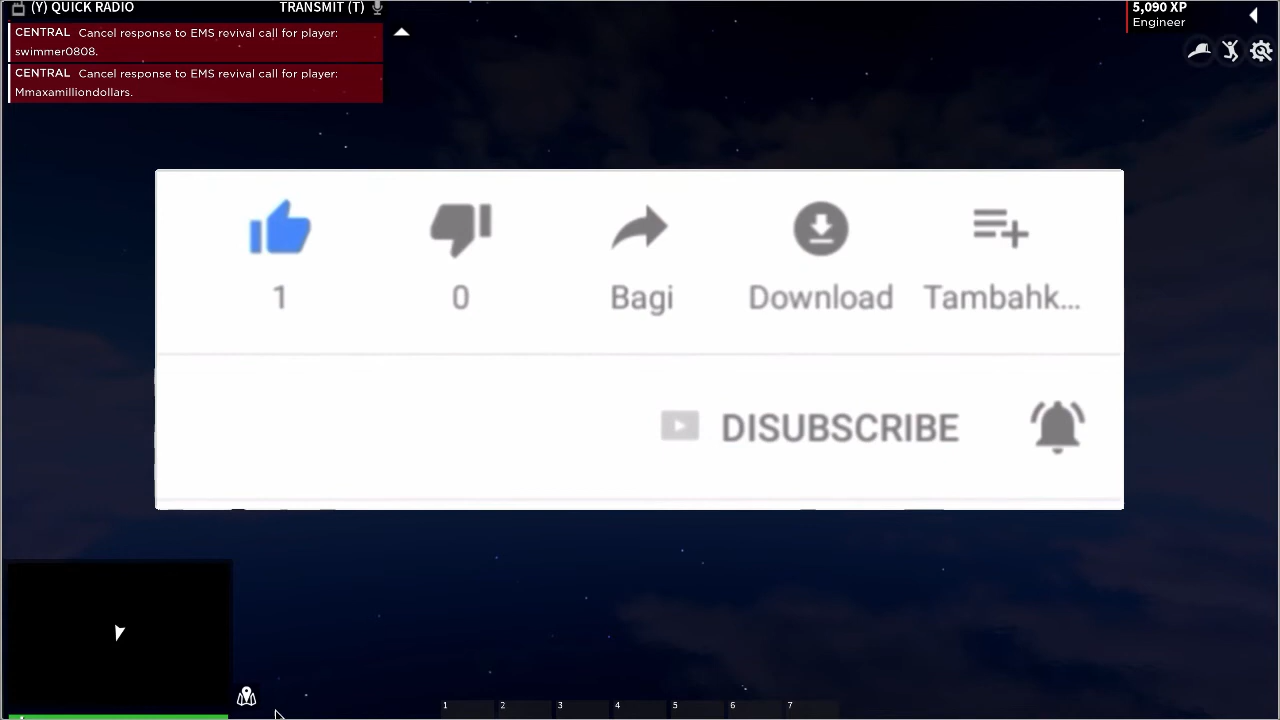 (Y) QUICK RADIO TRANSMIT (T)
CENTRAL Cancel response to EMS revival call for player:
swimmer0808.
CENTRAL Cancel response to EMS revival call for player:
Mmaxamilliondollars.
5,090 XP
Engineer
1 0 Bagi Download Tambahk...
DISUBSCRIBE
1 2 3 4 5 6 7